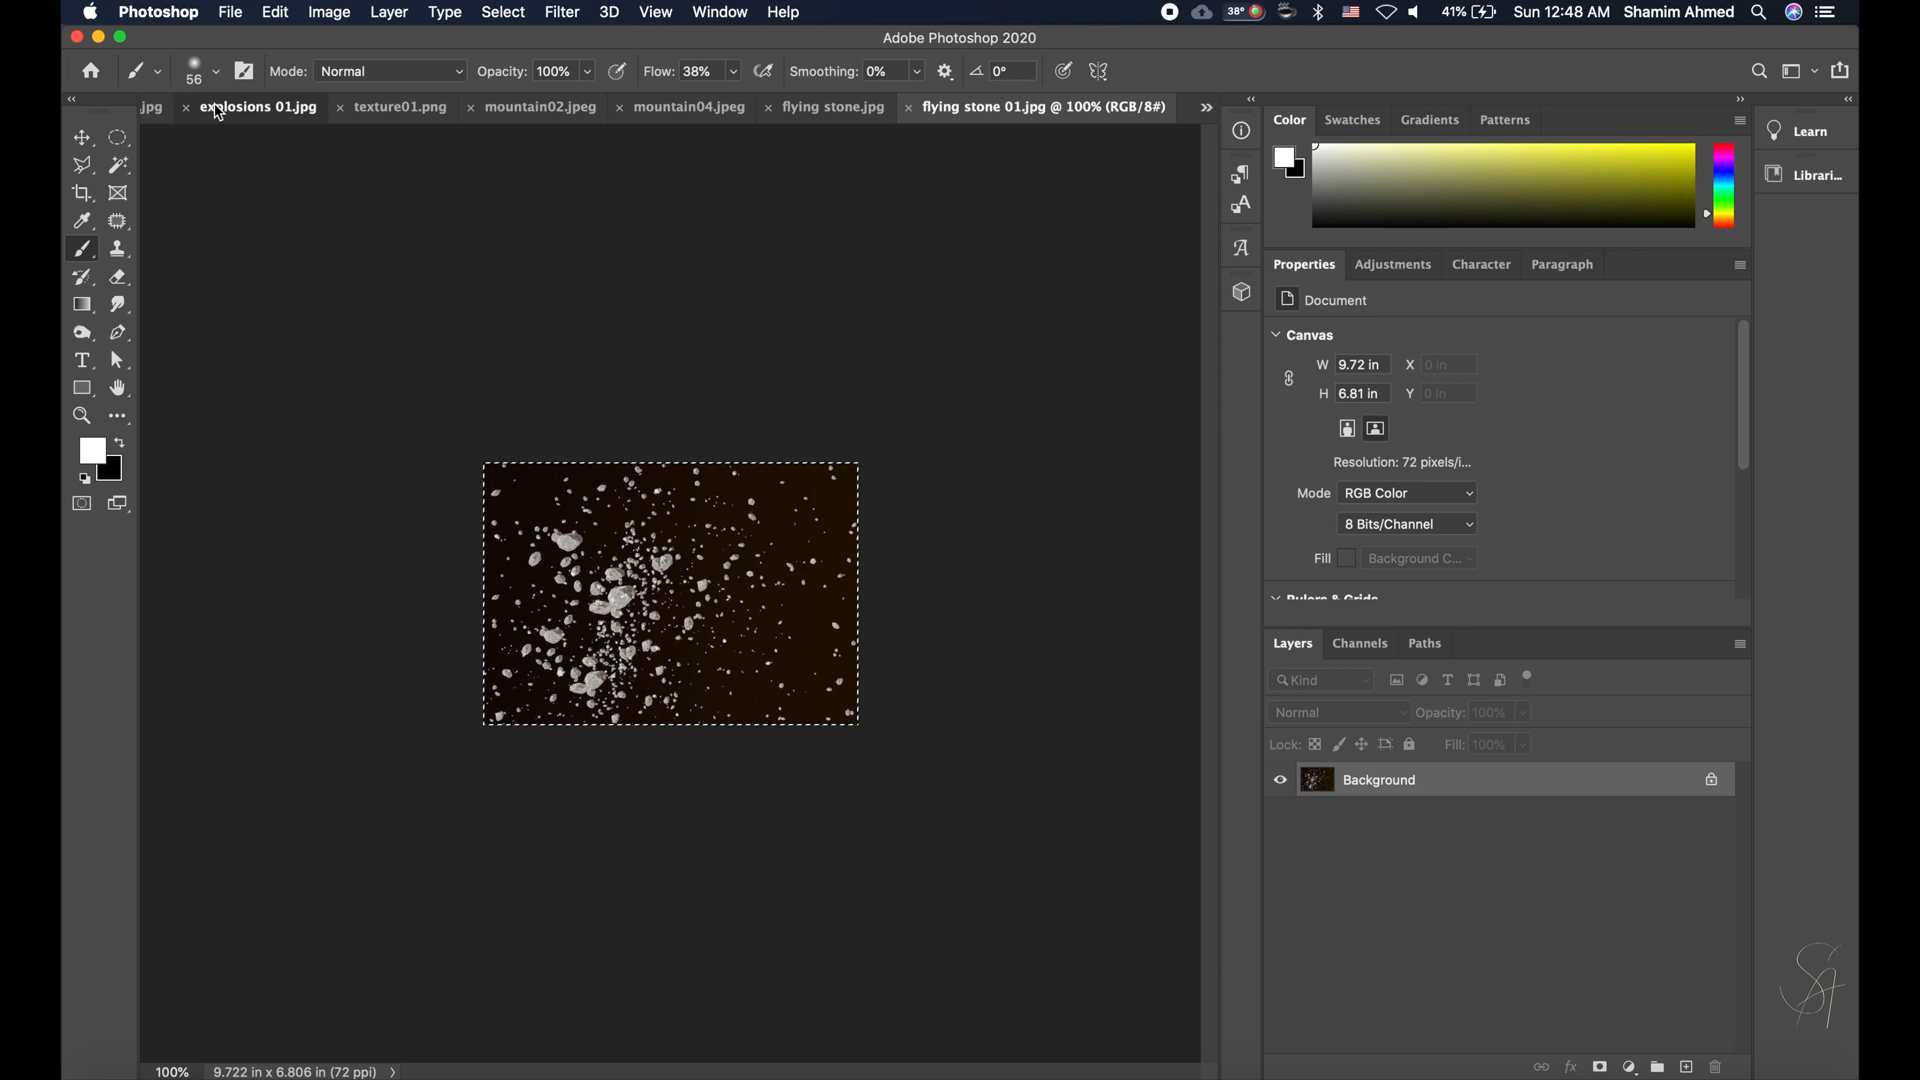 Photoshop File Edit Image Layer Type Select Filter 3D View Window Help 38° 41% Sun 12:48 AM Shamim Ahmed
Adobe Photoshop 2020
56 Mode: Normal Opacity: 100% Flow: 38% Smoothing: 0% 0°
.jpg explosions 01.jpg texture01.png mountain02.jpeg mountain04.jpeg flying stone.jpg flying stone 01.jpg @ 100% (RGB/8#)
Color Swatches Gradients Patterns
Learn
Librari...
Properties Adjustments Character Paragraph
Document
Canvas
W 9.72 in X 0 in
H 6.81 in Y 0 in
Resolution: 72 pixels/i...
Mode RGB Color
8 Bits/Channel
Fill Background C...
Rulers & Grids
Layers Channels Paths
Kind
Normal Opacity: 100%
Lock: Fill: 100%
Background
100% 9.722 in x 6.806 in (72 ppi)